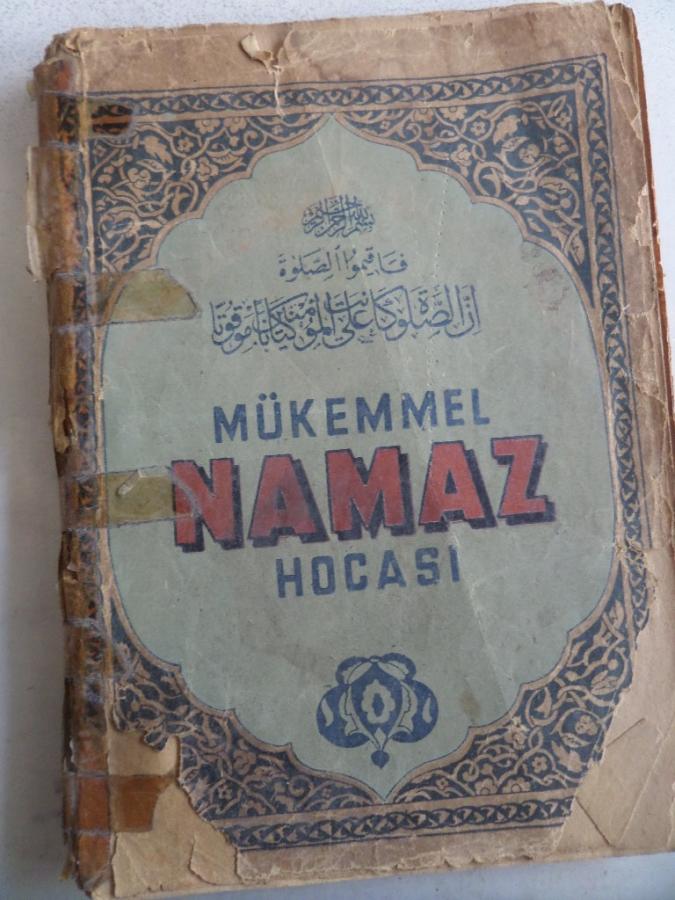 بسم الله الرحمن الرحيم
فاقيموا الصلوة
ان الصلوة كانت على المؤمنين كتابا موقوتا
MÜKEMMEL
NAMAZ
HOCASI